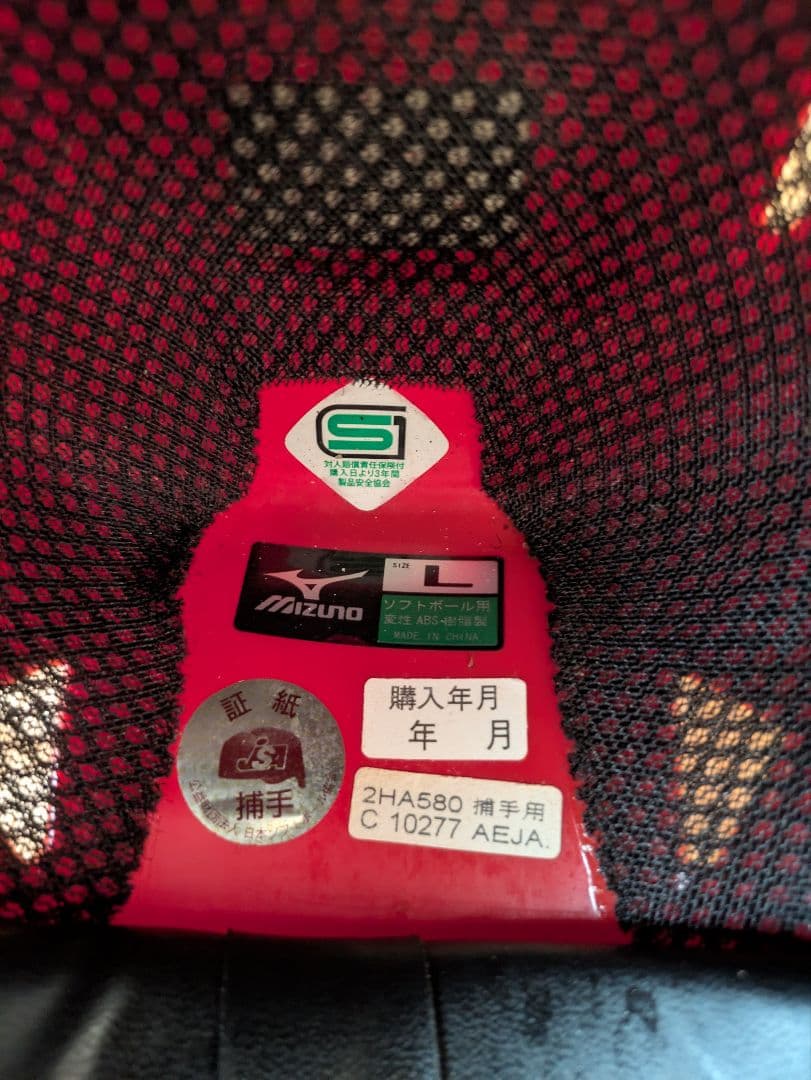 SG
対人賠償責任保険付
購入日より3年間
製品安全協会
MIZUNO
SIZE
L
ソフトボール用
変性 ABS 樹脂製
MADE IN CHINA
証紙
JSA
捕手
購入年月
年 月
2HA580 捕手用
C 10277 AEJA.